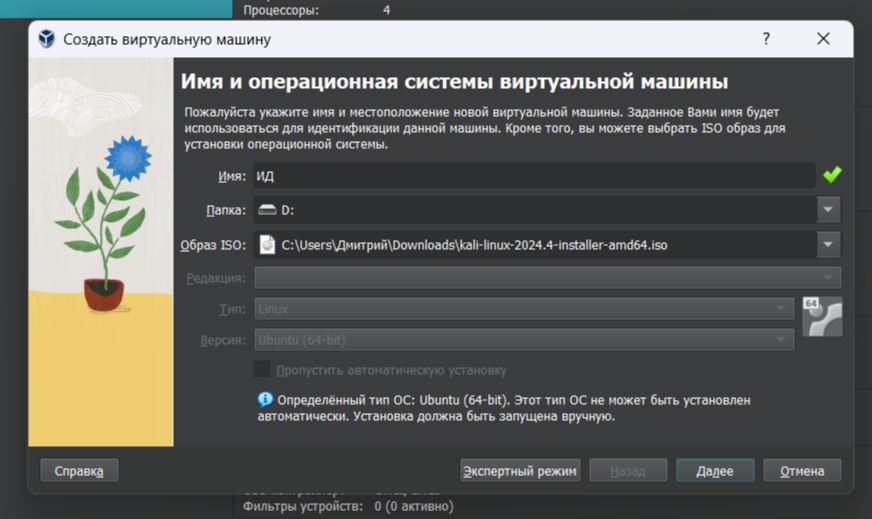 Процессоры: 4
Создать виртуальную машину ?
Имя и операционная системы виртуальной машины
Пожалуйста укажите имя и местоположение новой виртуальной машины. Заданное Вами имя будет
использоваться для идентификации данной машины. Кроме того, вы можете выбрать ISO образ для
установки операционной системы.
Имя: ИД
Папка: D:
Образ ISO: C:\Users\Дмитрий\Downloads\kali-linux-2024.4-installer-amd64.iso
Редакция:
Тип: Linux
64
Версия: Ubuntu (64-bit)
Пропустить автоматическую установку
Определённый тип ОС: Ubuntu (64-bit). Этот тип ОС не может быть установлен
автоматически. Установка должна быть запущена вручную.
Справка Экспертный режим Назад Далее Отмена
Фильтры устройств: 0 (0 активно)